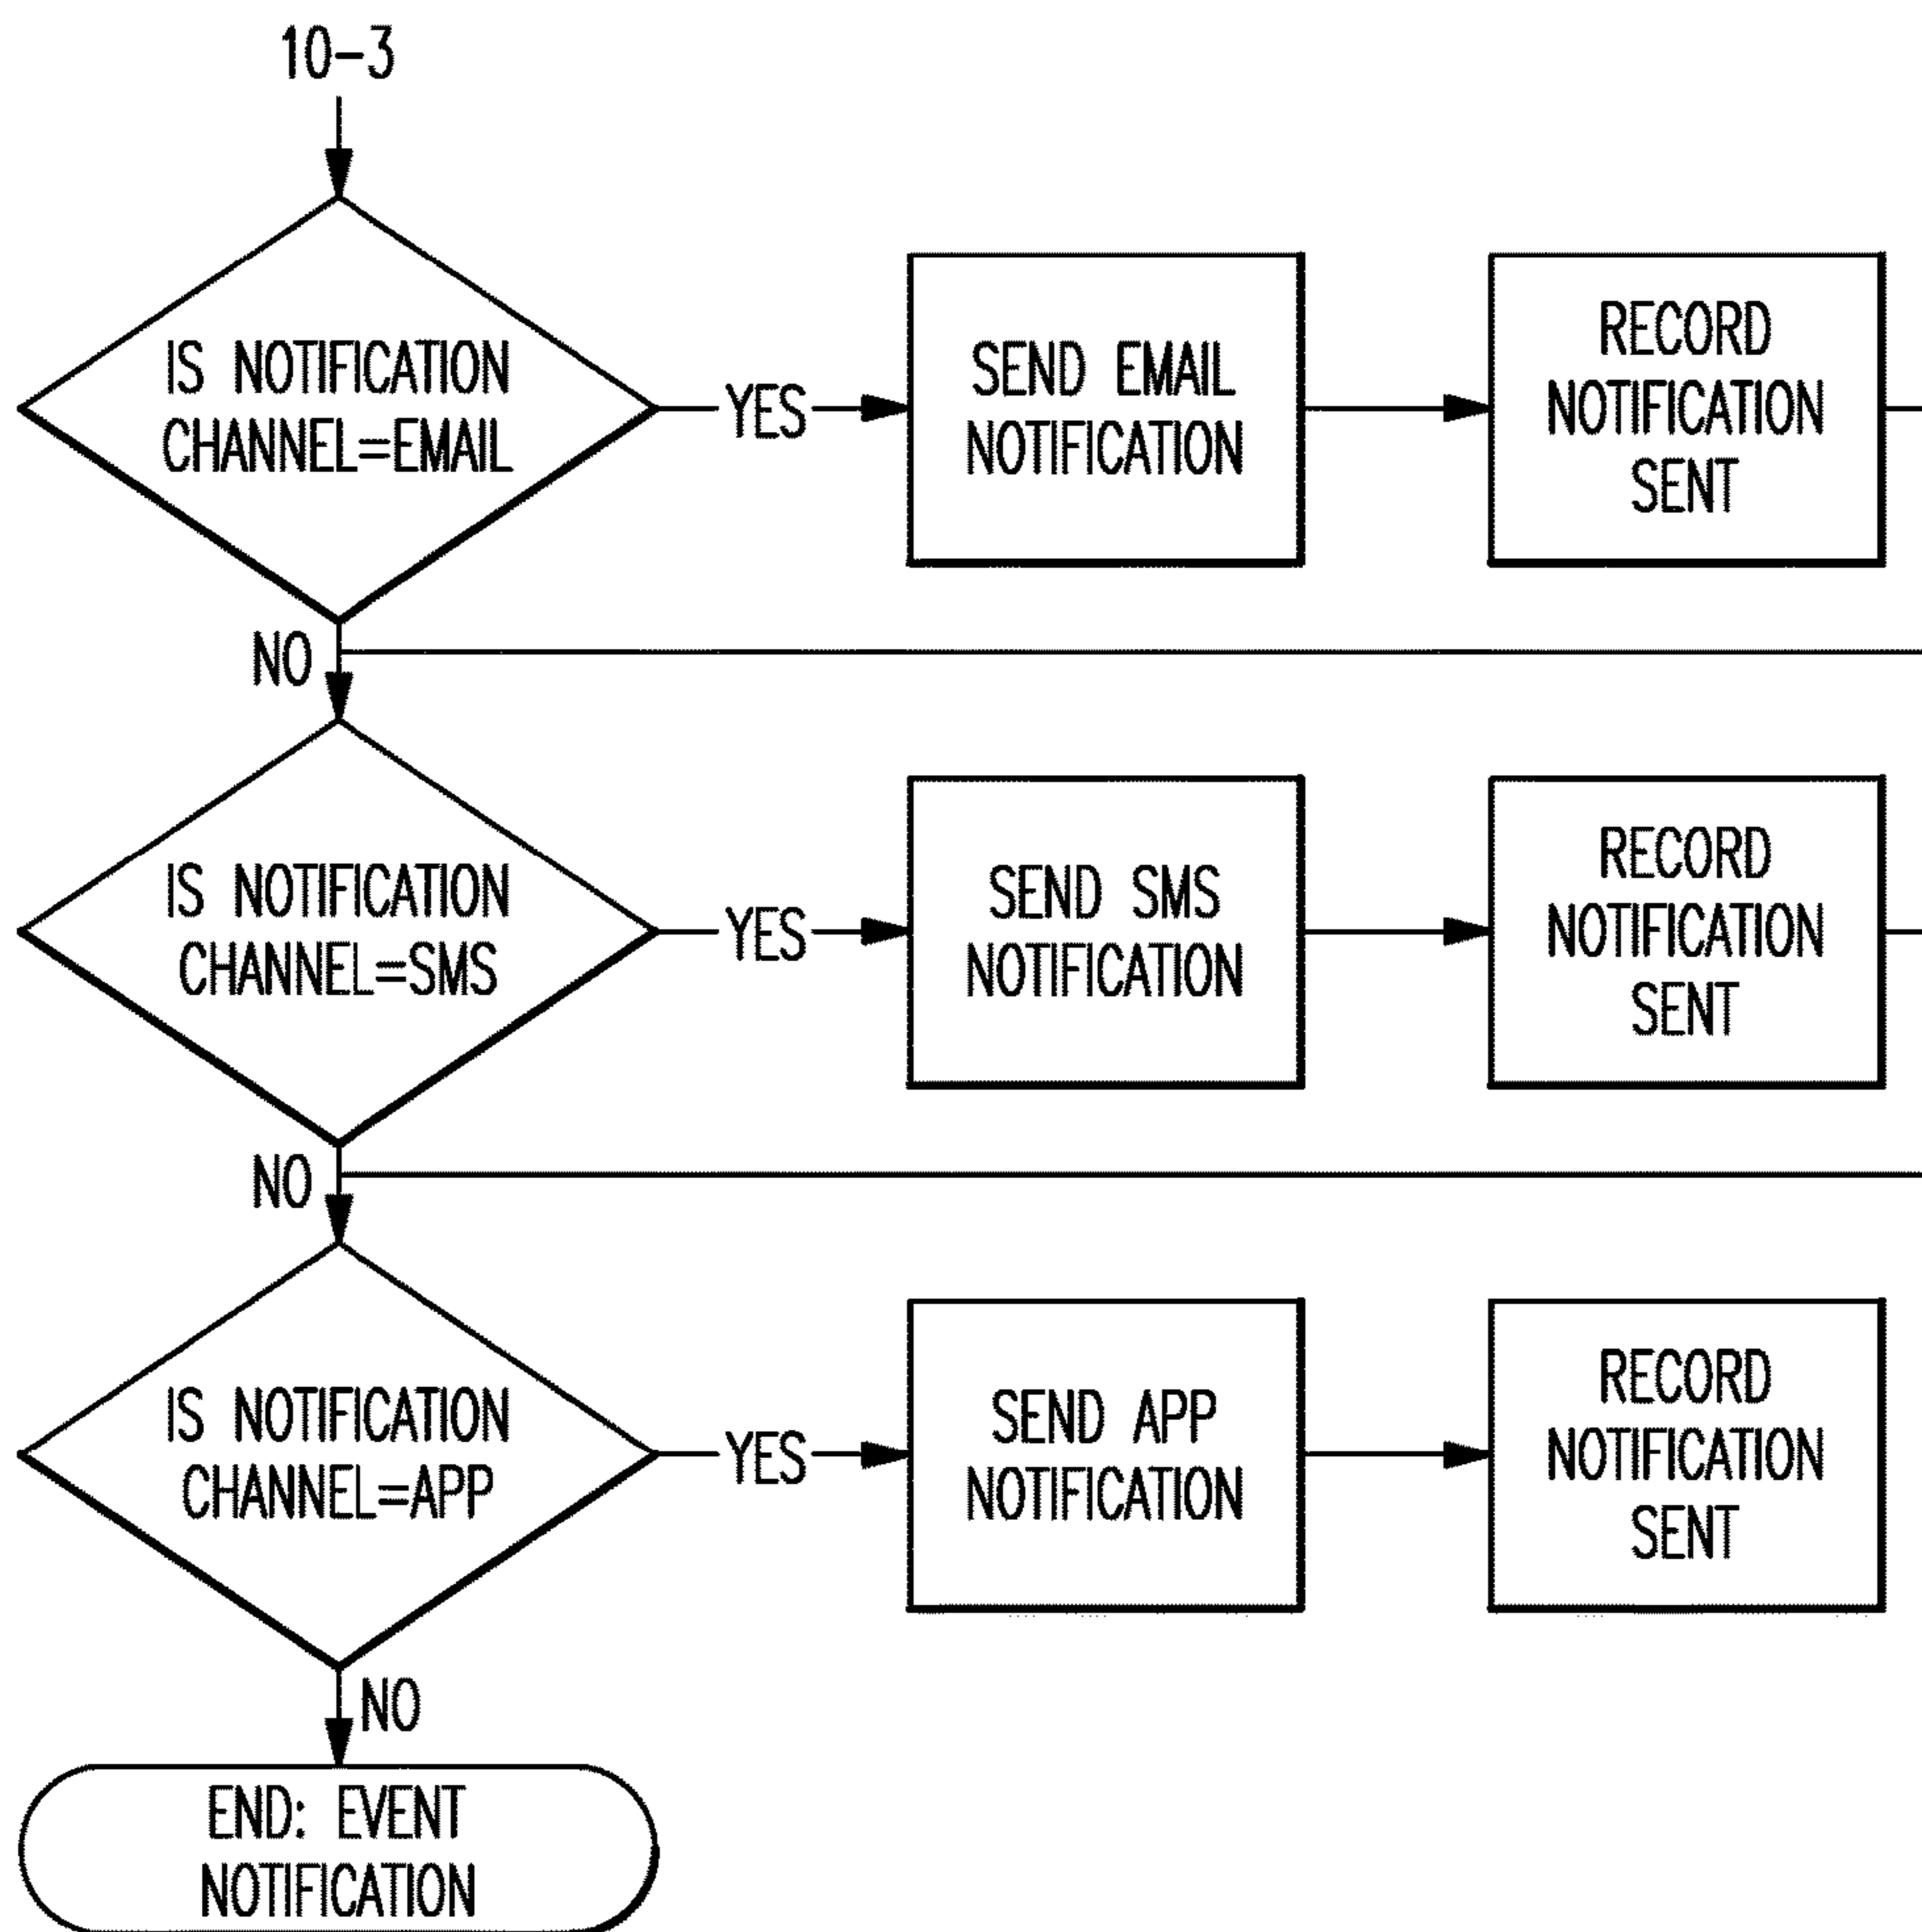 10-3
IS NOTIFICATION
CHANNEL=EMAIL
YES
SEND EMAIL
NOTIFICATION
RECORD
NOTIFICATION
SENT
NO
IS NOTIFICATION
CHANNEL=SMS
YES
SEND SMS
NOTIFICATION
RECORD
NOTIFICATION
SENT
NO
IS NOTIFICATION
CHANNEL=APP
YES
SEND APP
NOTIFICATION
RECORD
NOTIFICATION
SENT
NO
END: EVENT
NOTIFICATION